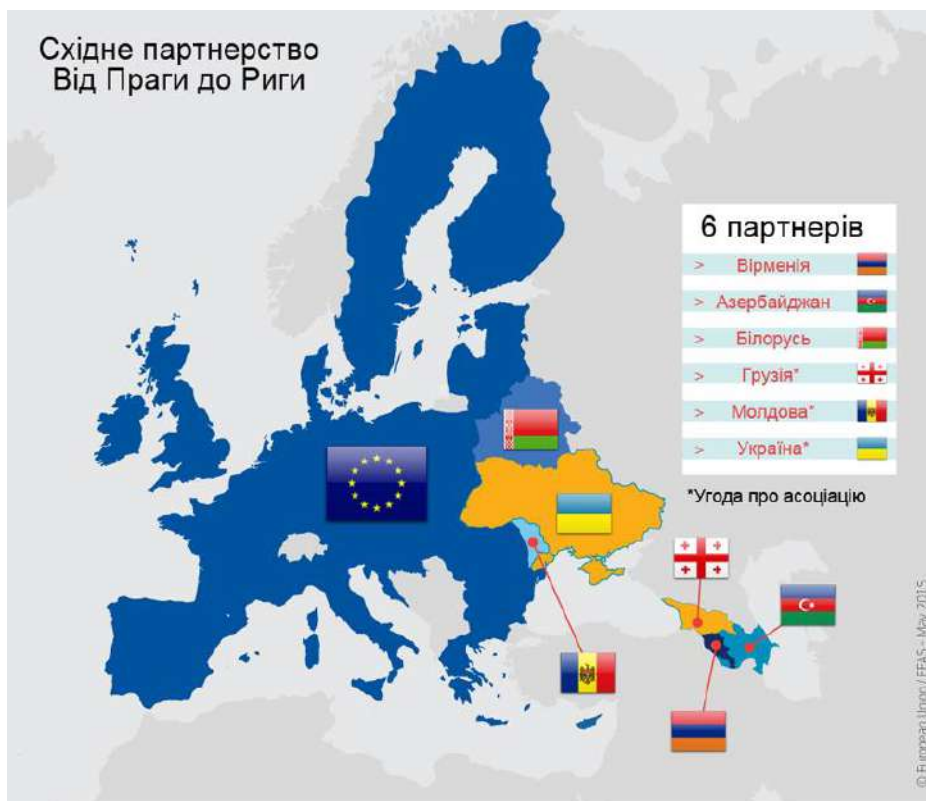 Східне партнерство
Від Праги до Риги
6 партнерів
> Вірменія
> Азербайджан
> Білорусь
> Грузія*
> Молдова*
> Україна*
*Угода про асоціацію
© European Union / EEAS - May 2015